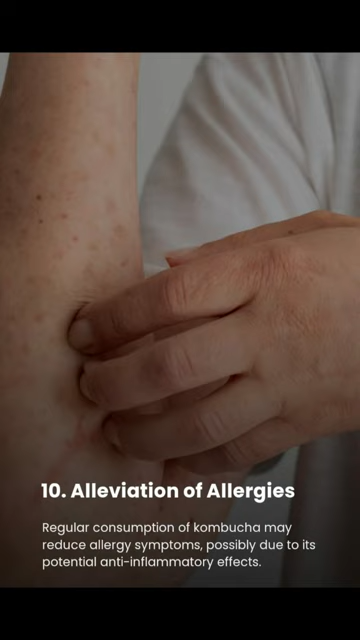 10. Alleviation of Allergies
Regular consumption of kombucha may
reduce allergy symptoms, possibly due to its
potential anti-inflammatory effects.